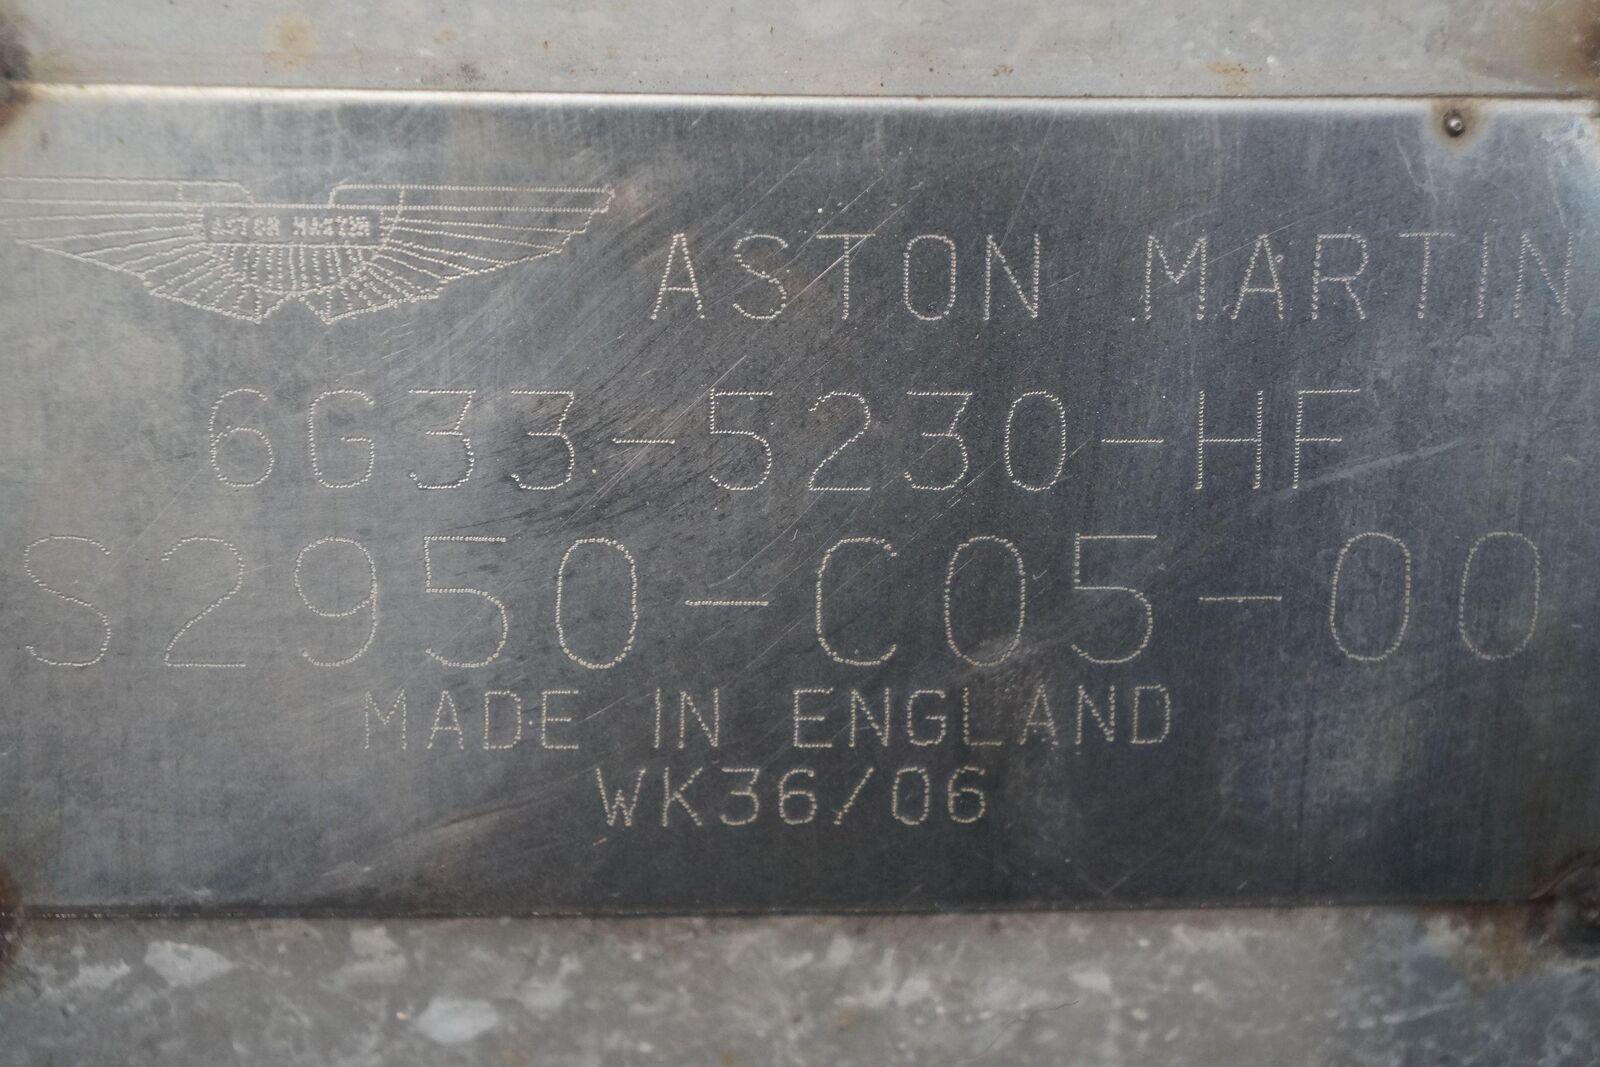 ASTON MARTIN
ASTON MARTIN
6G33-5230-HF
S2950-C05-00
MADE IN ENGLAND
WK36/06